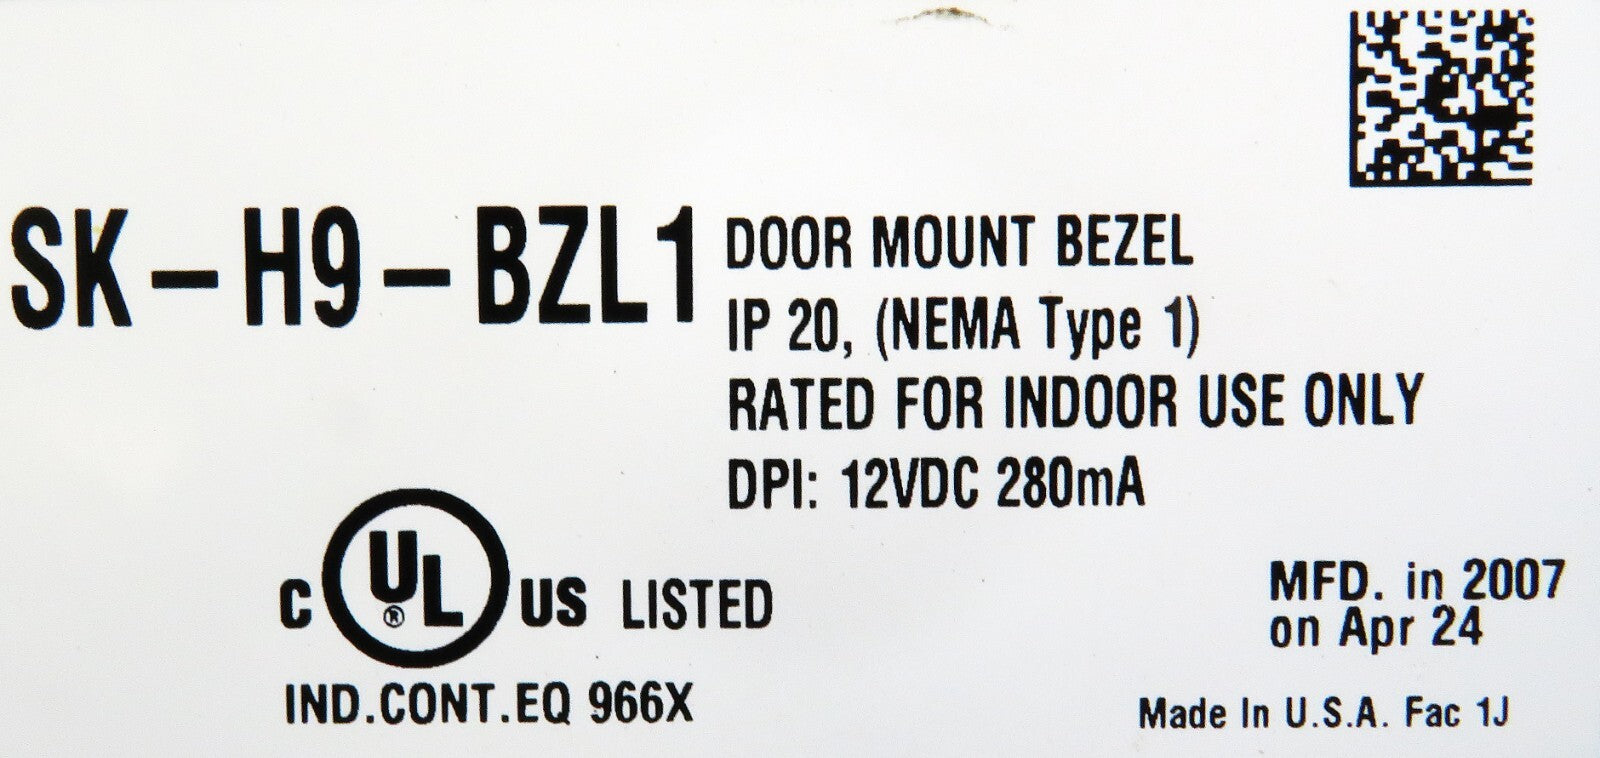 SK-H9-BZL1
DOOR MOUNT BEZEL
IP 20, (NEMA Type 1)
RATED FOR INDOOR USE ONLY
DPI: 12VDC 280mA
C UL® US LISTED
IND.CONT.EQ 966X
MFD. in 2007
on Apr 24
Made In U.S.A. Fac 1J